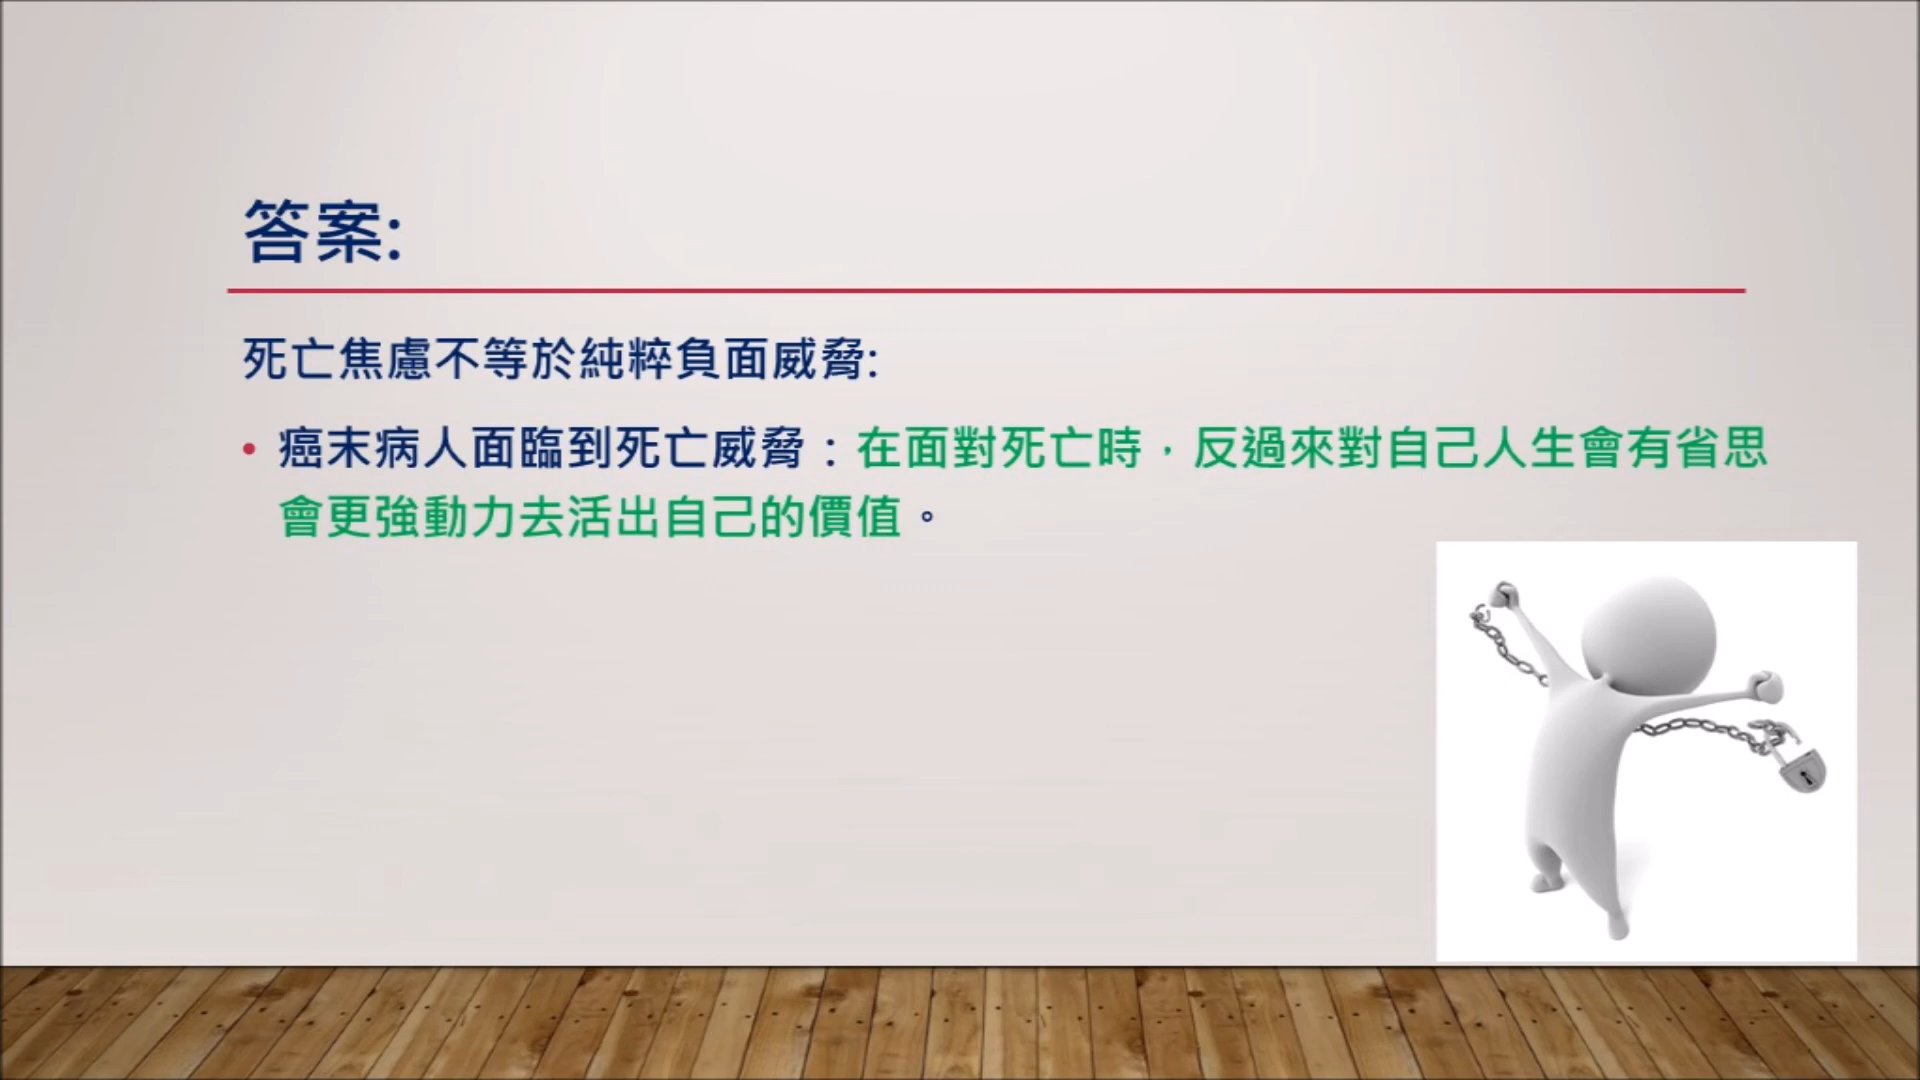 答案:
死亡焦慮不等於純粹負面威脅:
• 癌末病人面臨到死亡威脅：在面對死亡時，反過來對自己人生會有省思
會更強動力去活出自己的價值。